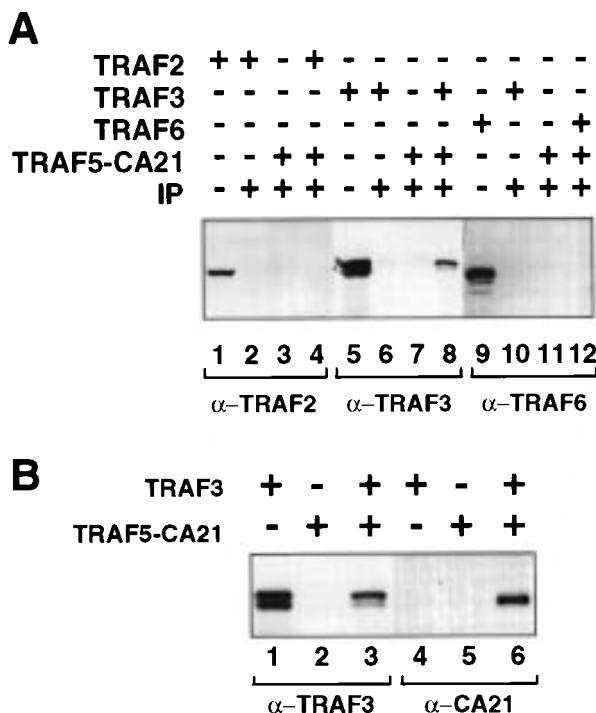 A
TRAF2 + + - + - - - - - - - -
TRAF3 - - - - + + - + - + - -
TRAF6 - - - - - - - - + - - +
TRAF5-CA21 - - + + - - + + - - + +
IP - + + + - + + + - + + +
1 2 3 4 5 6 7 8 9 10 11 12
α-TRAF2 α-TRAF3 α-TRAF6
B
TRAF3 + - + + - +
TRAF5-CA21 - + + - + +
1 2 3 4 5 6
α-TRAF3 α-CA21